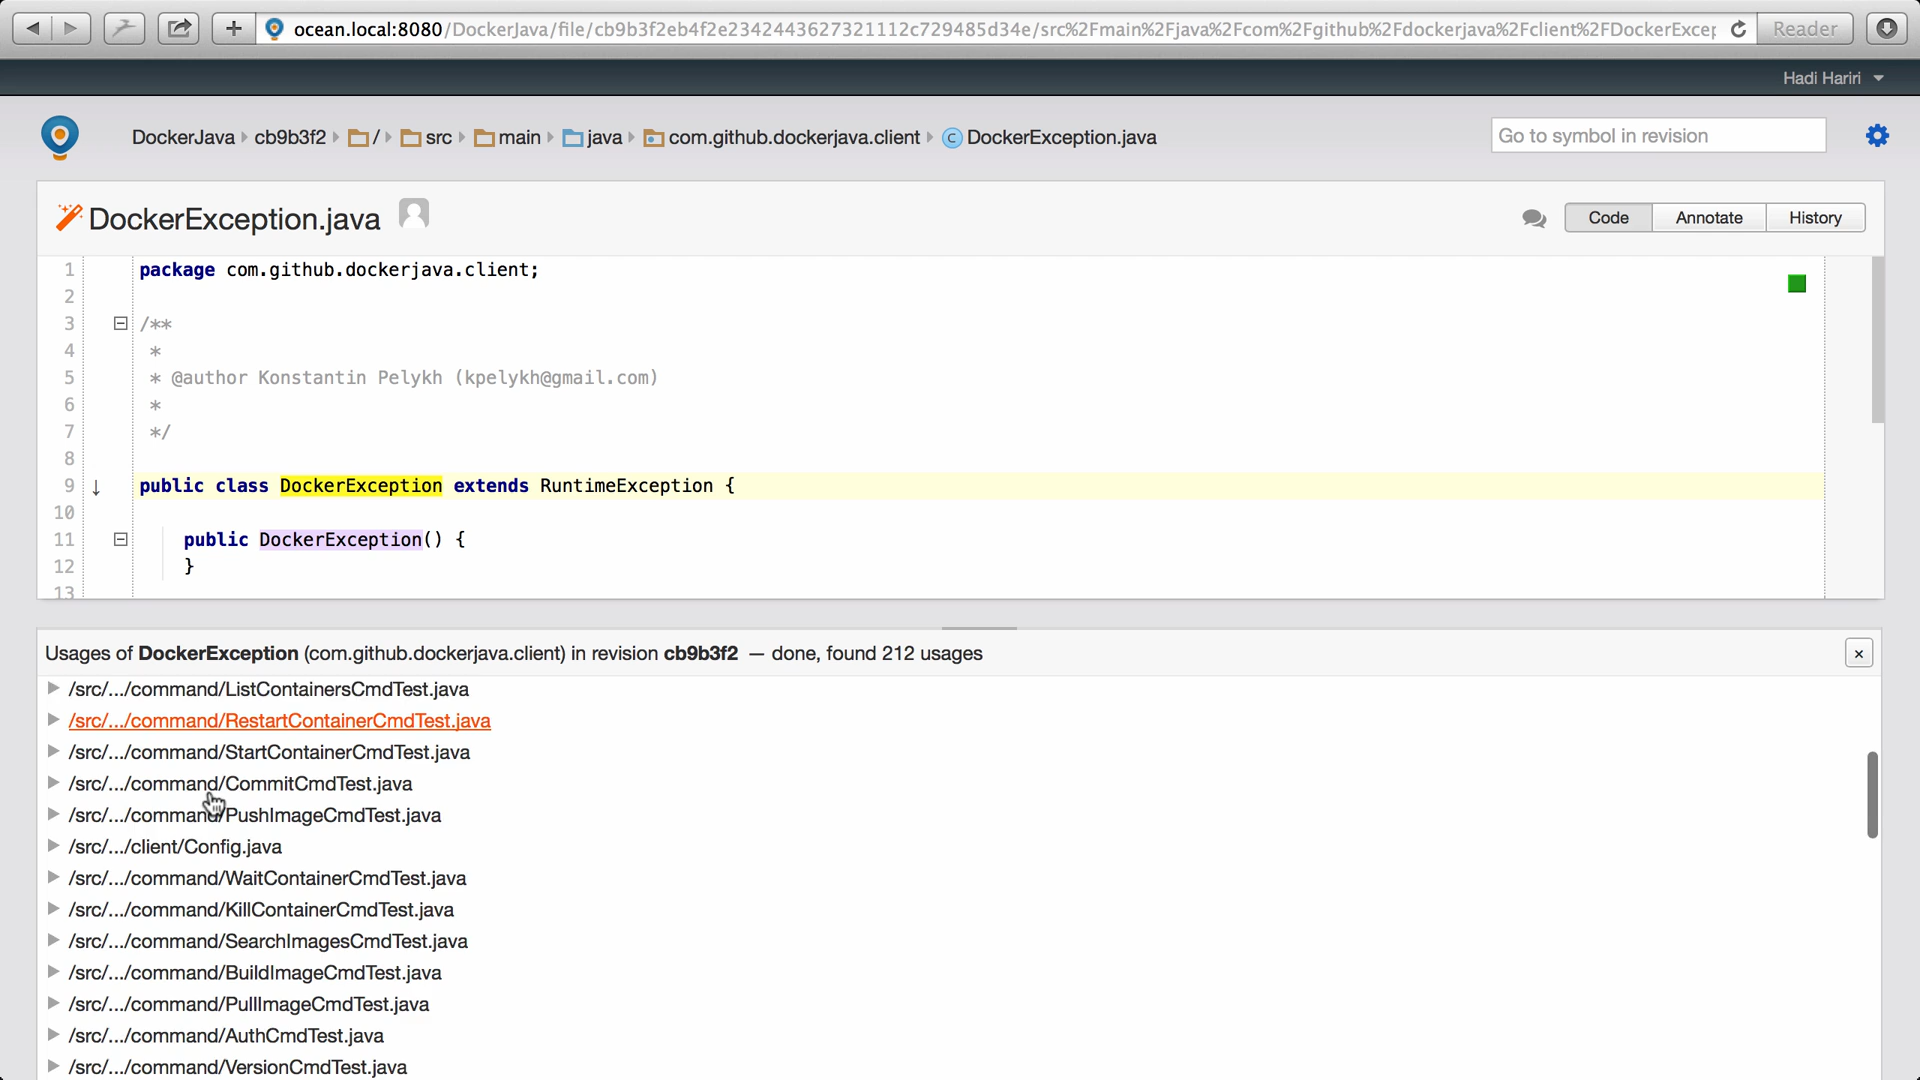 ocean.local:8080/DockerJava/file/cb9b3f2eb4f2e2342443627321112c729485d34e/src%2Fmain%2Fjava%2Fcom%2Fgithub%2Fdockerjava%2Fclient%2FDockerExcep
Reader
Hadi Hariri
DockerJava cb9b3f2 / src main java com.github.dockerjava.client C DockerException.java
Go to symbol in revision
DockerException.java
Code Annotate History
1 package com.github.dockerjava.client;
2
3 /**
4 *
5 * @author Konstantin Pelykh (kpelykh@gmail.com)
6 *
7 */
8
9 public class DockerException extends RuntimeException {
10
11 public DockerException() {
12 }
13
Usages of DockerException (com.github.dockerjava.client) in revision cb9b3f2 — done, found 212 usages
/src/.../command/ListContainersCmdTest.java
/src/.../command/RestartContainerCmdTest.java
/src/.../command/StartContainerCmdTest.java
/src/.../command/CommitCmdTest.java
/src/.../command/PushImageCmdTest.java
/src/.../client/Config.java
/src/.../command/WaitContainerCmdTest.java
/src/.../command/KillContainerCmdTest.java
/src/.../command/SearchImagesCmdTest.java
/src/.../command/BuildImageCmdTest.java
/src/.../command/PullImageCmdTest.java
/src/.../command/AuthCmdTest.java
/src/.../command/VersionCmdTest.java